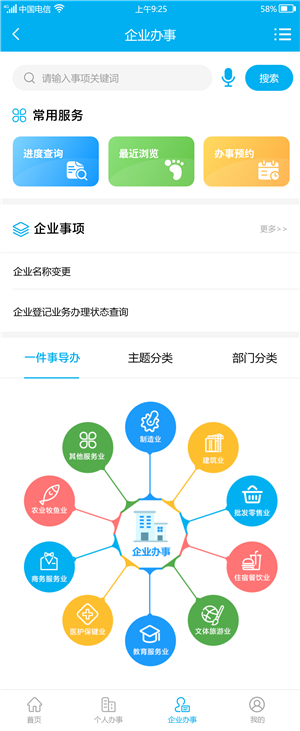 4G 中国电信 上午9:25 58%
企业办事
请输入事项关键词 搜索
常用服务
进度查询 最近浏览 办事预约
企业事项 更多>>
企业名称变更
企业登记业务办理状态查询
一件事导办 主题分类 部门分类
制造业
其他服务业 建筑业
农业牧鱼业 批发零售业
企业办事
商务服务业 住宿餐饮业
医护保健业 文体旅游业
教育服务业
首页 个人办事 企业办事 我的